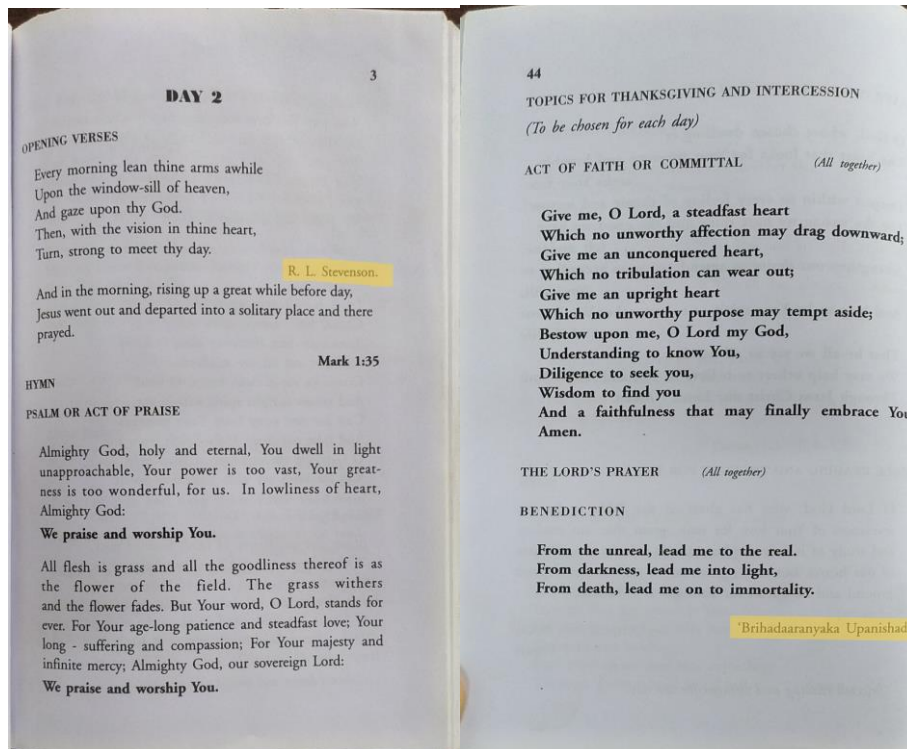 3
DAY 2
OPENING VERSES
Every morning lean thine arms awhile
Upon the window-sill of heaven,
And gaze upon thy God.
Then, with the vision in thine heart,
Turn, strong to meet thy day.
R. L. Stevenson.
And in the morning, rising up a great while before day,
Jesus went out and departed into a solitary place and there
prayed.
Mark 1:35
HYMN
PSALM OR ACT OF PRAISE
Almighty God, holy and eternal, You dwell in light
unapproachable, Your power is too vast, Your great-
ness is too wonderful, for us. In lowliness of heart,
Almighty God:
We praise and worship You.
All flesh is grass and all the goodliness thereof is as
the flower of the field. The grass withers
and the flower fades. But Your word, O Lord, stands for
ever. For Your age-long patience and steadfast love; Your
long - suffering and compassion; For Your majesty and
infinite mercy; Almighty God, our sovereign Lord:
We praise and worship You.
44
TOPICS FOR THANKSGIVING AND INTERCESSION
(To be chosen for each day)
ACT OF FAITH OR COMMITTAL (All together)
Give me, O Lord, a steadfast heart
Which no unworthy affection may drag downward;
Give me an unconquered heart,
Which no tribulation can wear out;
Give me an upright heart
Which no unworthy purpose may tempt aside;
Bestow upon me, O Lord my God,
Understanding to know You,
Diligence to seek you,
Wisdom to find you
And a faithfulness that may finally embrace You
Amen.
THE LORD'S PRAYER (All together)
BENEDICTION
From the unreal, lead me to the real.
From darkness, lead me into light,
From death, lead me on to immortality.
'Brihadaaranyaka Upanishad